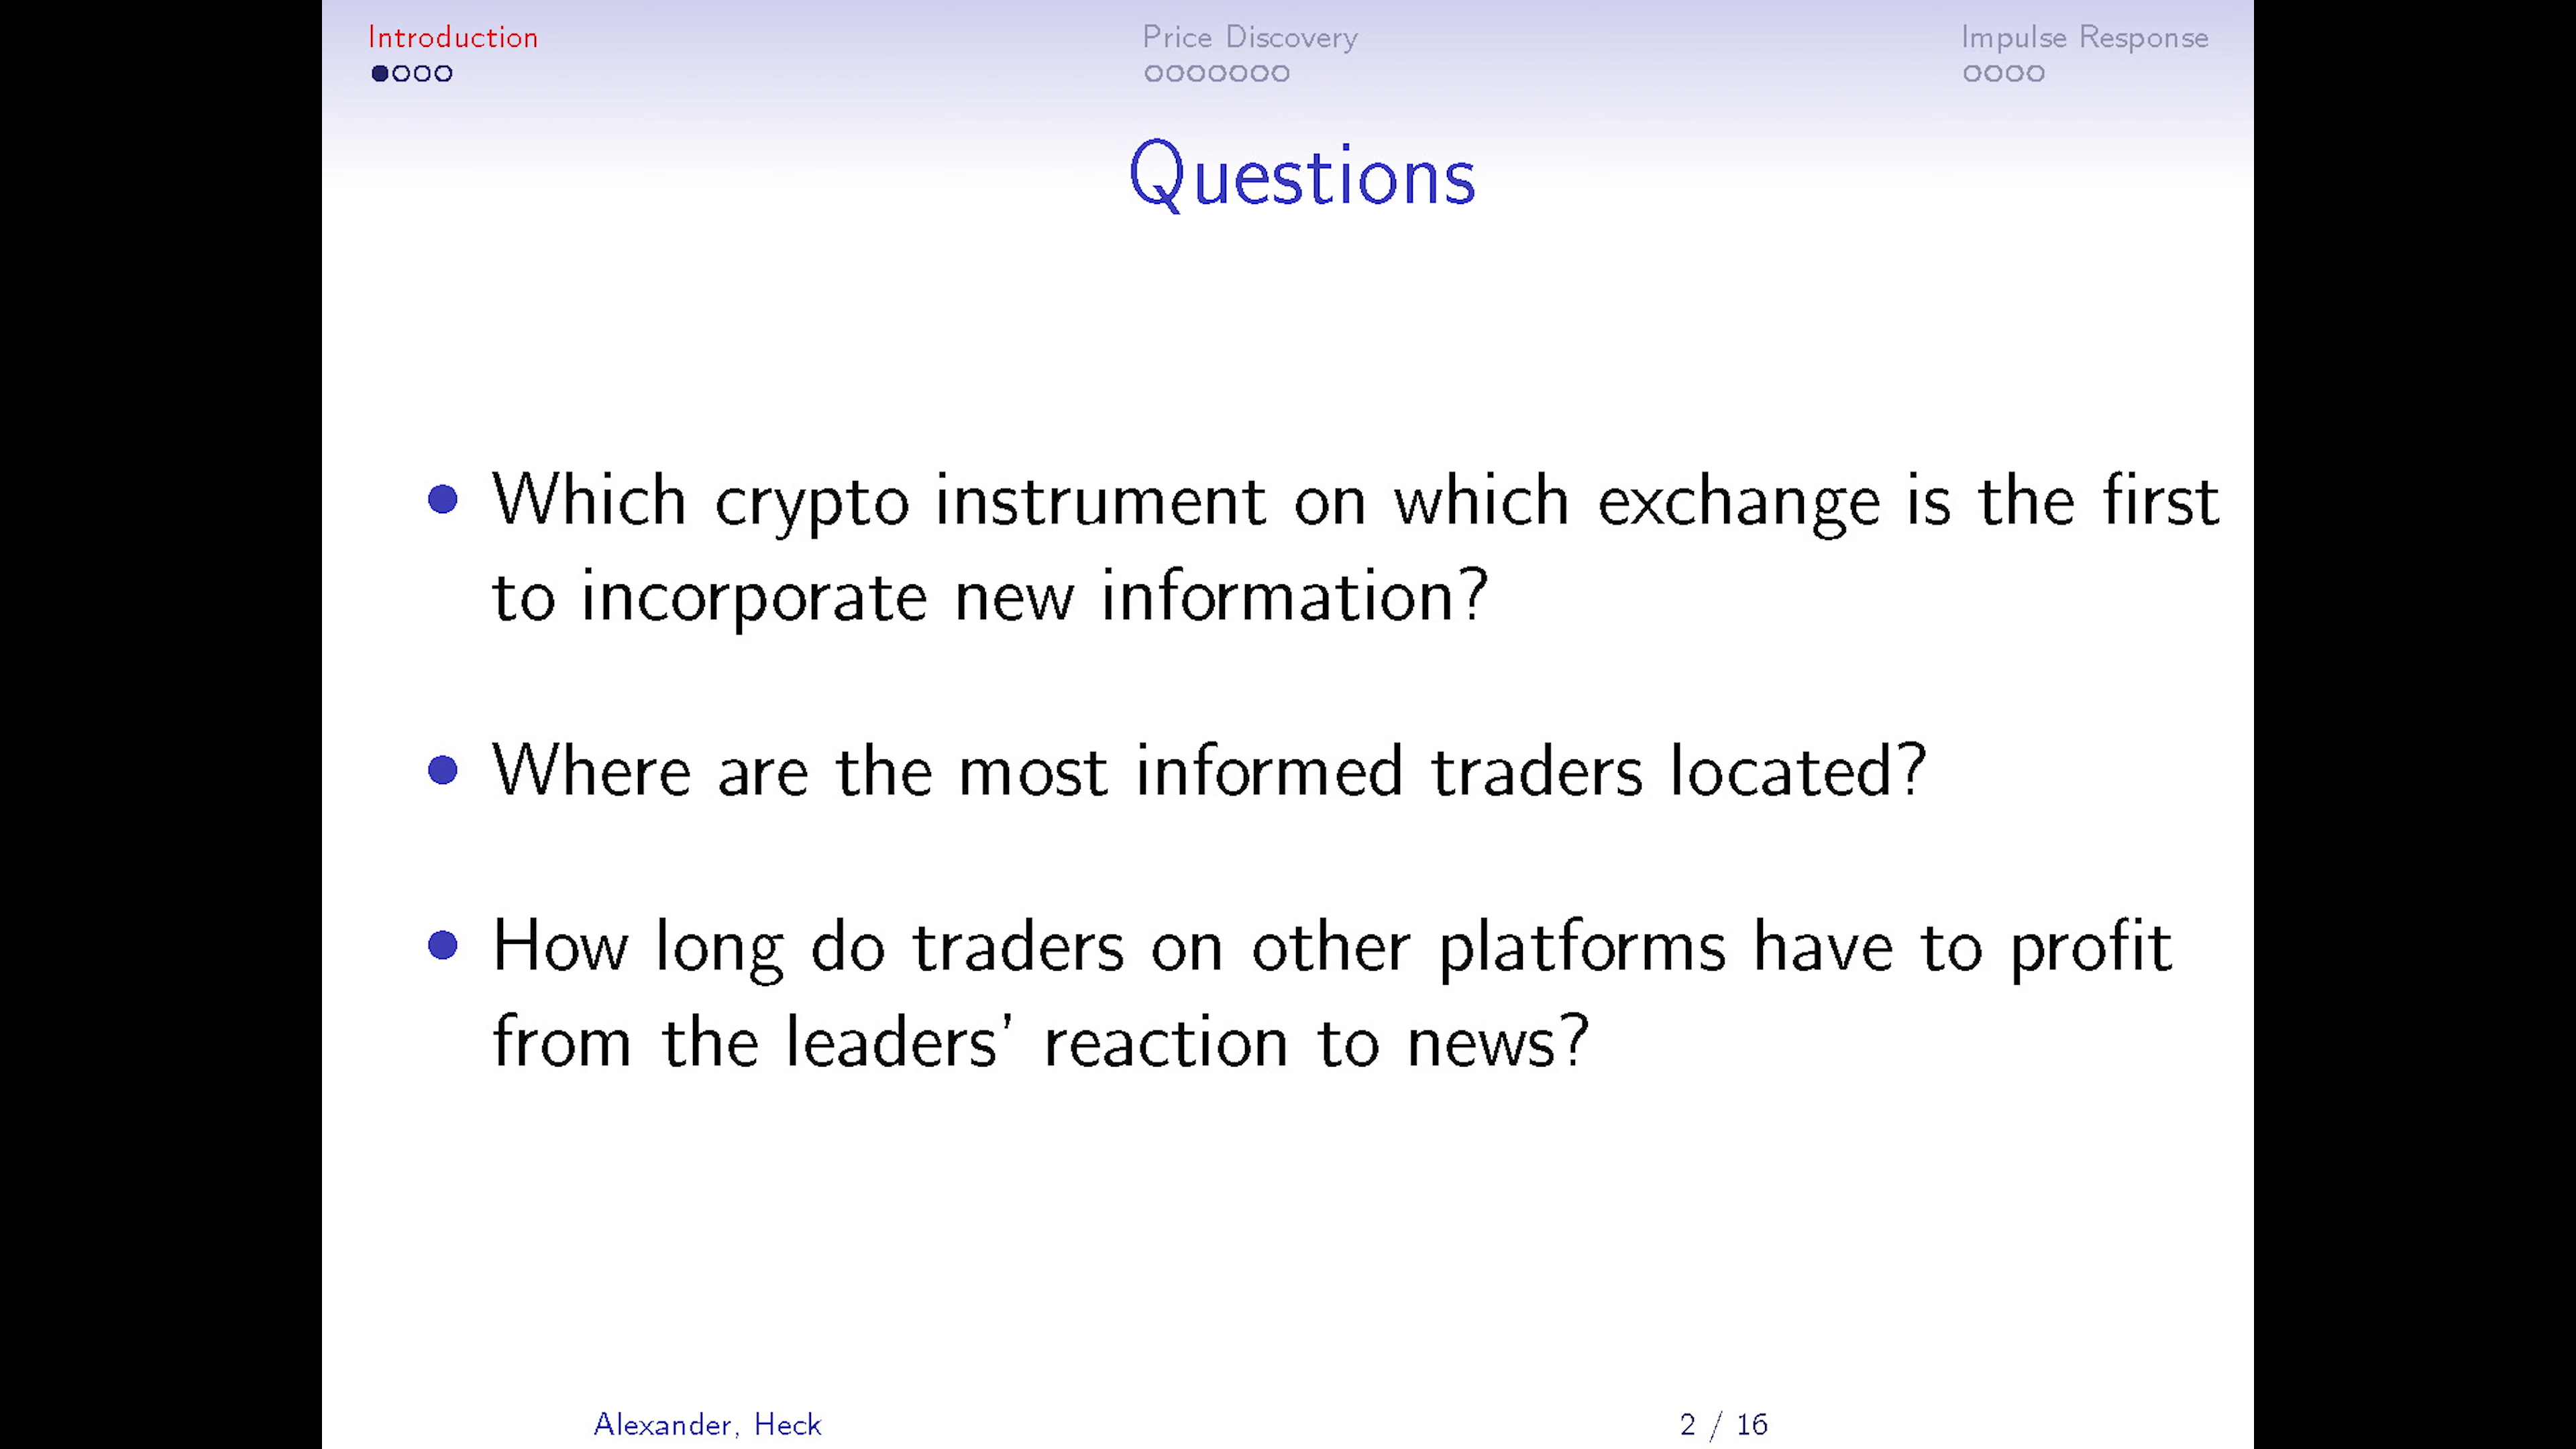 Introduction
Price Discovery
Impulse Response
Questions
• Which crypto instrument on which exchange is the first
to incorporate new information?
• Where are the most informed traders located?
• How long do traders on other platforms have to profit
from the leaders’ reaction to news?
Alexander, Heck
2 / 16